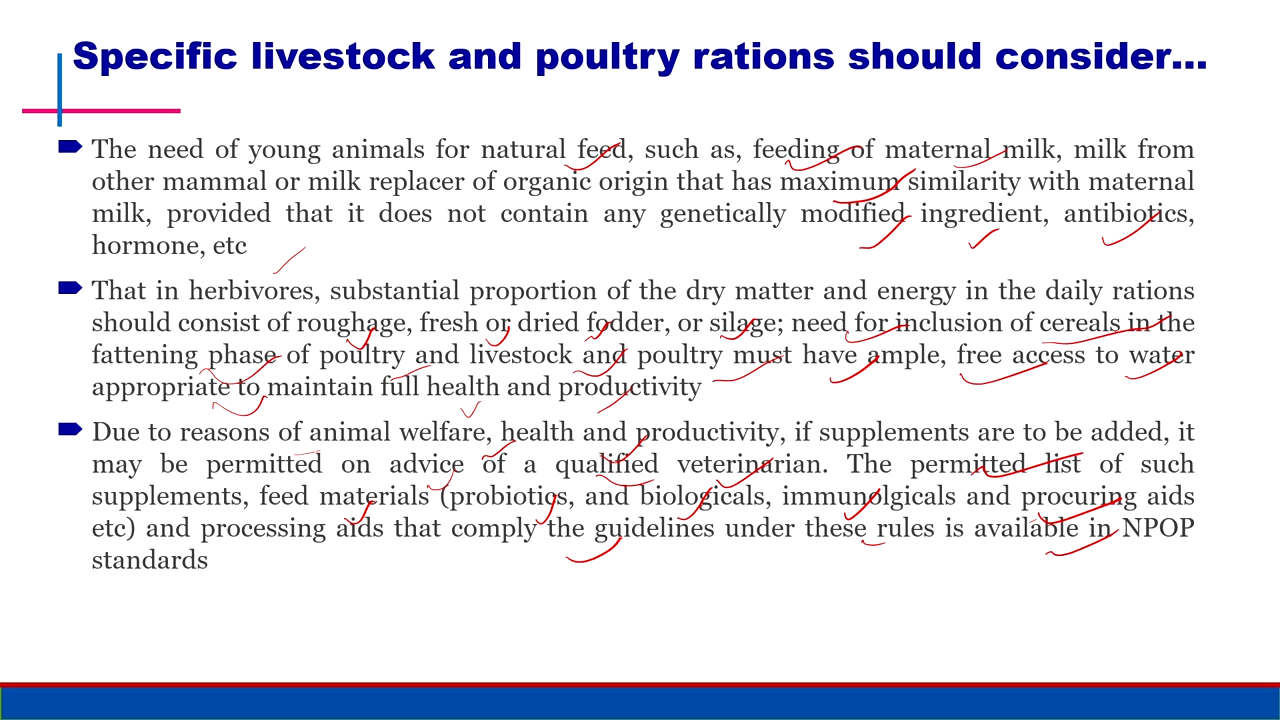 Specific livestock and poultry rations should consider...
The need of young animals for natural feed, such as, feeding of maternal milk, milk from
other mammal or milk replacer of organic origin that has maximum similarity with maternal
milk, provided that it does not contain any genetically modified ingredient, antibiotics,
hormone, etc
That in herbivores, substantial proportion of the dry matter and energy in the daily rations
should consist of roughage, fresh or dried fodder, or silage; need for inclusion of cereals in the
fattening phase of poultry and livestock and poultry must have ample, free access to water
appropriate to maintain full health and productivity
Due to reasons of animal welfare, health and productivity, if supplements are to be added, it
may be permitted on advice of a qualified veterinarian. The permitted list of such
supplements, feed materials (probiotics, and biologicals, immunolgicals and procuring aids
etc) and processing aids that comply the guidelines under these rules is available in NPOP
standards